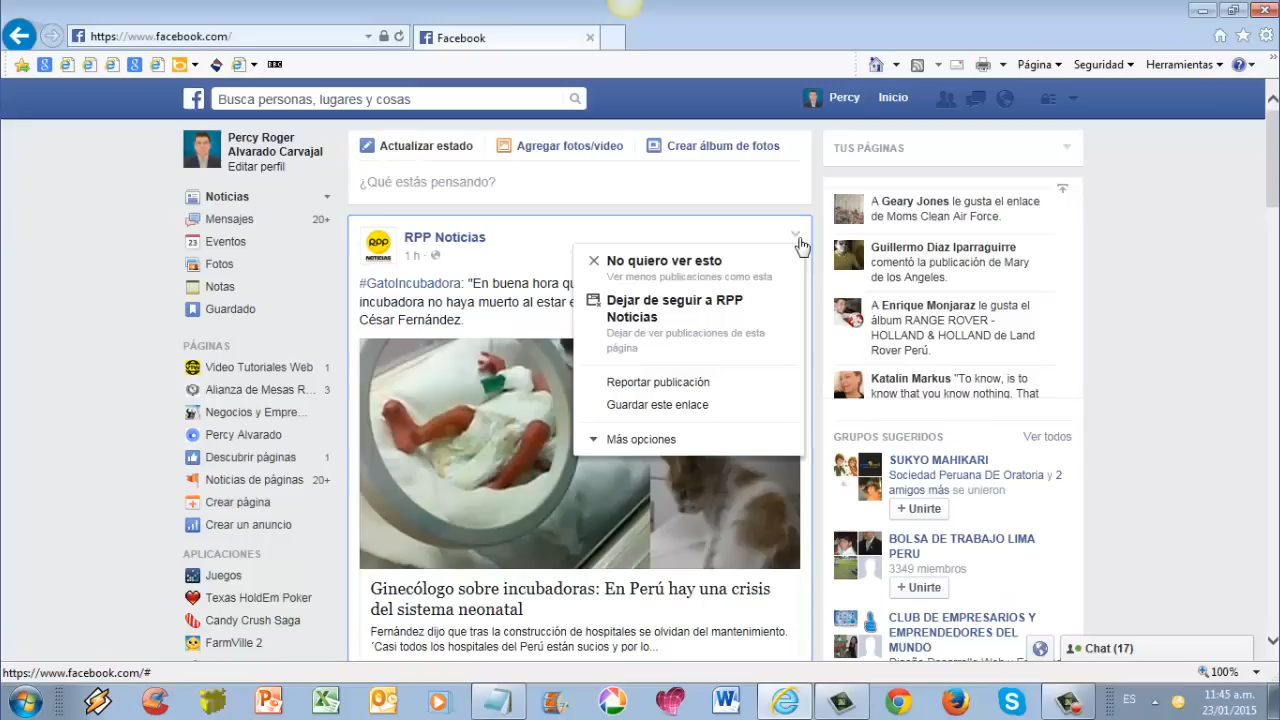 https://www.facebook.com/
Facebook
BBC
Página
Seguridad
Herramientas
Busca personas, lugares y cosas
Percy
Inicio
Percy Roger
Alvarado Carvajal
Editar perfil
Noticias
Mensajes 20+
23 Eventos
Fotos
Notas
Guardado
PÁGINAS
Video Tutoriales Web 1
Alianza de Mesas R... 3
Negocios y Empre...
Percy Alvarado
Descubrir páginas 1
Noticias de páginas 20+
Crear página
Crear un anuncio
APLICACIONES
Juegos
Texas HoldEm Poker
Candy Crush Saga
FarmVille 2
Actualizar estado
Agregar fotos/video
Crear álbum de fotos
¿Qué estás pensando?
RPP
NOTICIAS
RPP Noticias
1 h ·
#GatoIncubadora: "En buena hora qu
incubadora no haya muerto al estar e
César Fernández.
No quiero ver esto
Ver menos publicaciones como esta
Dejar de seguir a RPP
Noticias
Dejar de ver publicaciones de esta
página
Reportar publicación
Guardar este enlace
Más opciones
Ginecólogo sobre incubadoras: En Perú hay una crisis
del sistema neonatal
Fernández dijo que tras la construcción de hospitales se olvidan del mantenimiento.
´Casi todos los hospitales del Perú están sucios y por lo...
TUS PÁGINAS
A Geary Jones le gusta el enlace
de Moms Clean Air Force.
Guillermo Diaz Iparraguirre
comentó la publicación de Mary
de los Angeles.
A Enrique Monjaraz le gusta el
álbum RANGE ROVER -
HOLLAND & HOLLAND de Land
Rover Perú.
Katalin Markus "To know, is to
know that you know nothing. That
GRUPOS SUGERIDOS Ver todos
SUKYO MAHIKARI
Sociedad Peruana DE Oratoria y 2
amigos más se unieron
+ Unirte
BOLSA DE TRABAJO LIMA
PERU
3349 miembros
+ Unirte
CLUB DE EMPRESARIOS Y
EMPRENDEDORES DEL
MUNDO
Chat (17)
https://www.facebook.com/#
100%
ES
11:45 a.m.
23/01/2015